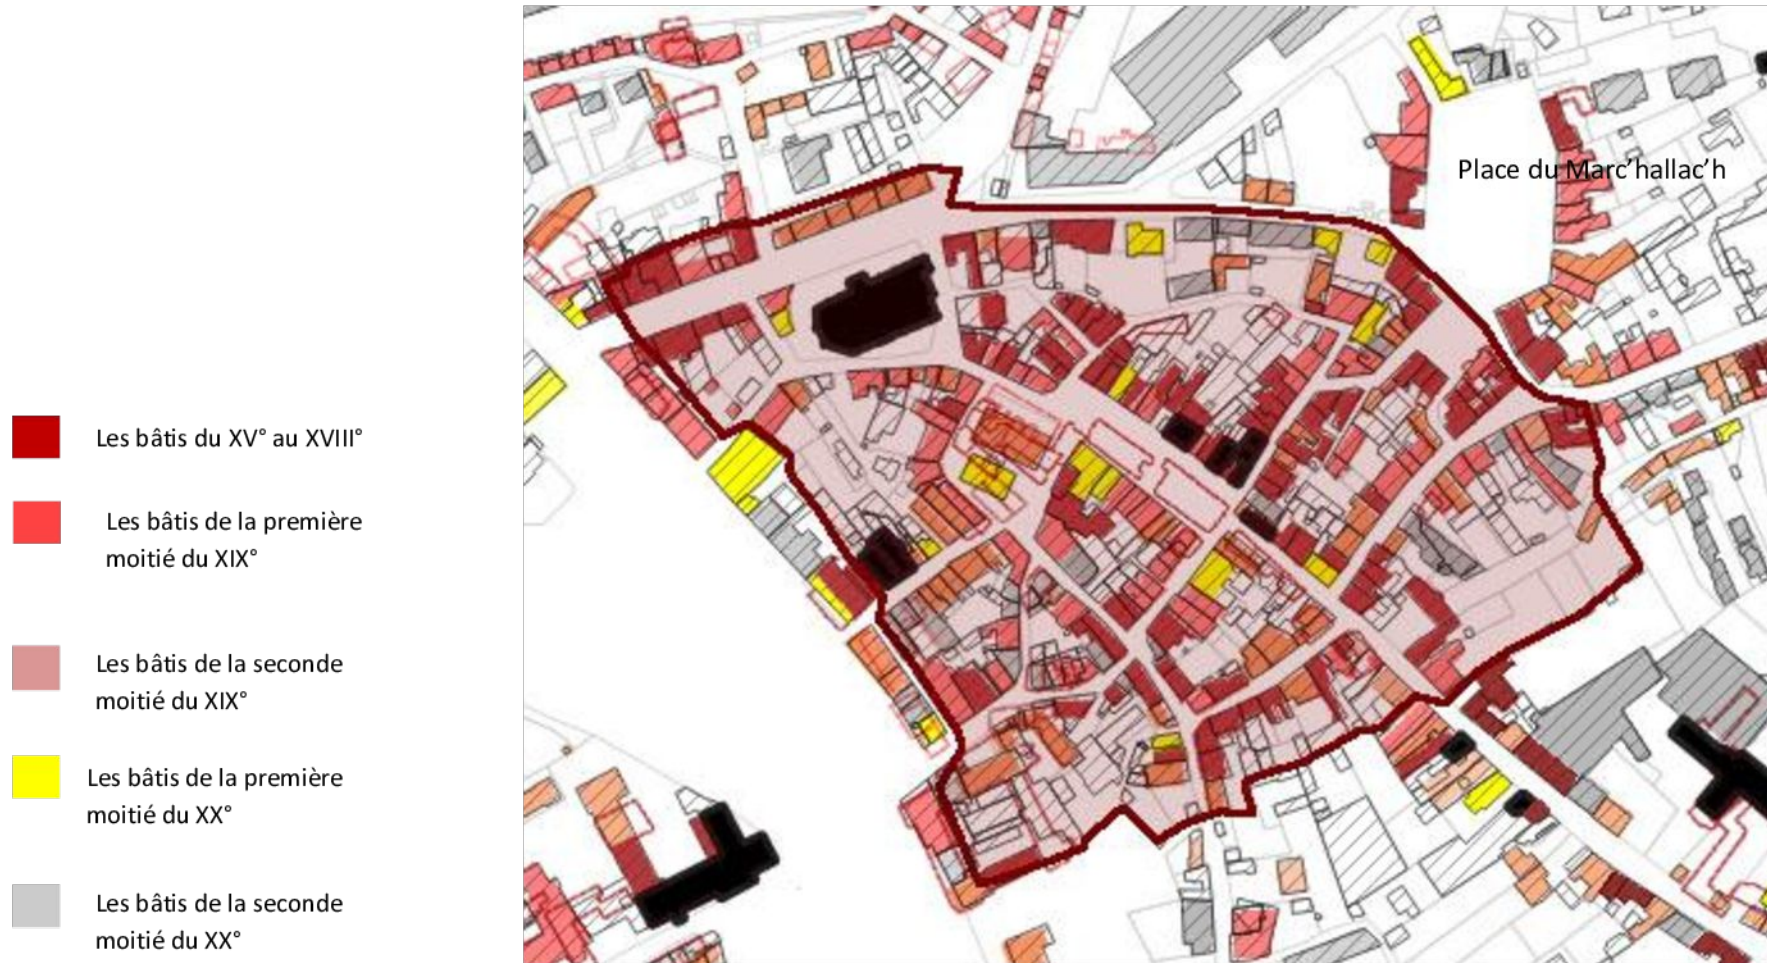 Place du Marc’hallac’h
Les bâtis du XV° au XVIII°
Les bâtis de la première
moitié du XIX°
Les bâtis de la seconde
moitié du XIX°
Les bâtis de la première
moitié du XX°
Les bâtis de la seconde
moitié du XX°